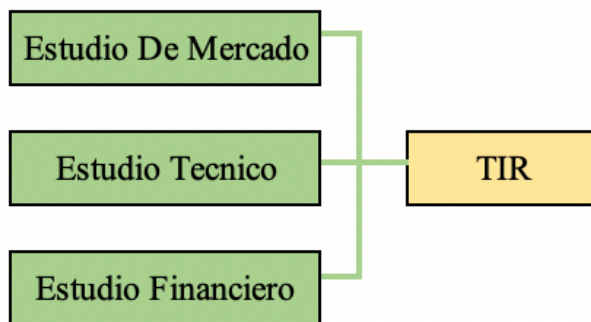 Estudio De Mercado
Estudio Tecnico
TIR
Estudio Financiero